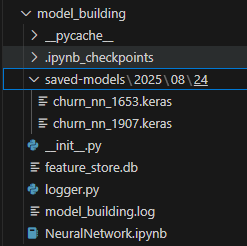 model_building
__pycache__
.ipynb_checkpoints
saved-models\2025\08\24
churn_nn_1653.keras
churn_nn_1907.keras
__init__.py
feature_store.db
logger.py
model_building.log
NeuralNetwork.ipynb